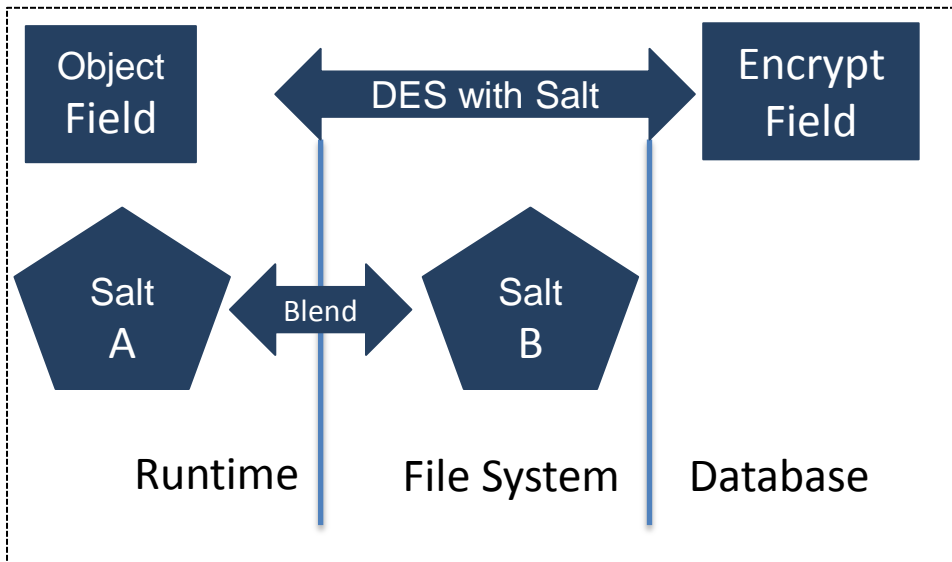 Object
Field
DES with Salt
Encrypt
Field
Salt
A
Blend
Salt
B
Runtime
File System
Database